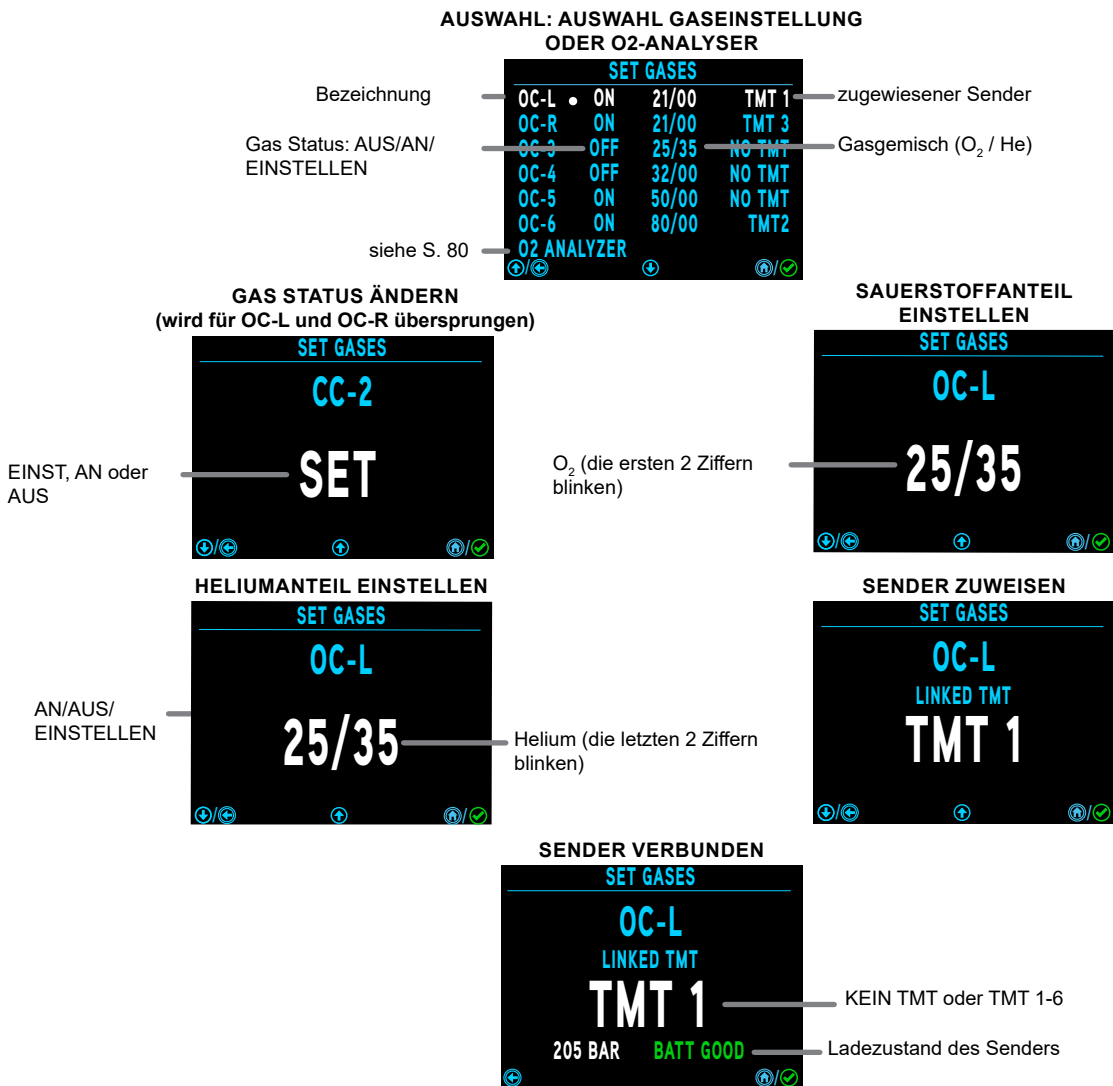 AUSWAHL: AUSWAHL GASEINSTELLUNG
ODER O2-ANALYSER
SET GASES
Bezeichnung
OC-L • ON 21/00 TMT 1
zugewiesener Sender
OC-R ON 21/00 TMT 3
Gas Status: AUS/AN/
EINSTELLEN
OC-3 OFF 25/35 NO TMT
Gasgemisch (O₂ / He)
OC-4 OFF 32/00 NO TMT
OC-5 ON 50/00 NO TMT
OC-6 ON 80/00 TMT2
siehe S. 80
O2 ANALYZER
GAS STATUS ÄNDERN
(wird für OC-L und OC-R übersprungen)
SET GASES
CC-2
EINST, AN oder
AUS
SET
SAUERSTOFFANTEIL
EINSTELLEN
SET GASES
OC-L
O₂ (die ersten 2 Ziffern
blinken)
25/35
HELIUMANTEIL EINSTELLEN
SET GASES
OC-L
AN/AUS/
EINSTELLEN
25/35
Helium (die letzten 2 Ziffern
blinken)
SENDER ZUWEISEN
SET GASES
OC-L
LINKED TMT
TMT 1
SENDER VERBUNDEN
SET GASES
OC-L
LINKED TMT
TMT 1
KEIN TMT oder TMT 1-6
205 BAR BATT GOOD
Ladezustand des Senders